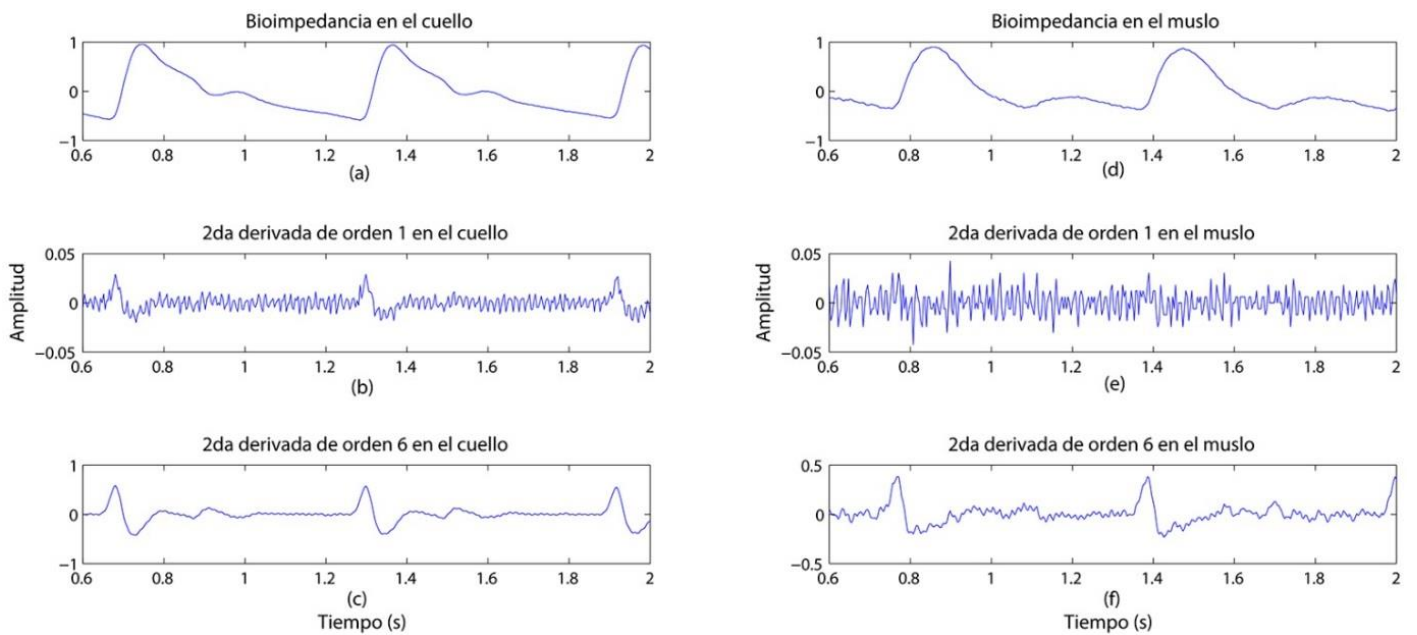 Bioimpedancia en el cuello
1
0
−1
0.6 0.8 1 1.2 1.4 1.6 1.8 2
(a)
2da derivada de orden 1 en el cuello
0.05
0
−0.05
Amplitud
0.6 0.8 1 1.2 1.4 1.6 1.8 2
(b)
2da derivada de orden 6 en el cuello
1
0
−1
0.6 0.8 1 1.2 1.4 1.6 1.8 2
(c)
Tiempo (s)
Bioimpedancia en el muslo
1
0
−1
0.6 0.8 1 1.2 1.4 1.6 1.8 2
(d)
2da derivada de orden 1 en el muslo
0.05
0
−0.05
Amplitud
0.6 0.8 1 1.2 1.4 1.6 1.8 2
(e)
2da derivada de orden 6 en el muslo
0.5
0
−0.5
0.6 0.8 1 1.2 1.4 1.6 1.8 2
(f)
Tiempo (s)